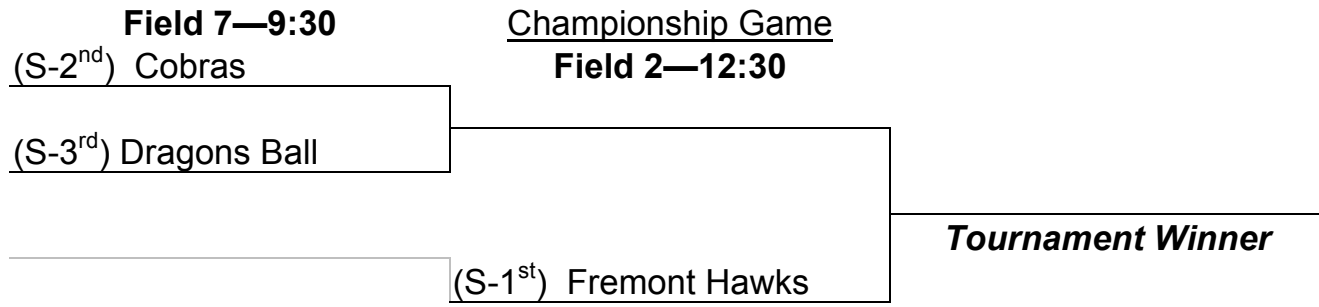 Field 7—9:30
Championship Game
(S-2nd) Cobras
Field 2—12:30
(S-3rd) Dragons Ball
Tournament Winner
(S-1st) Fremont Hawks